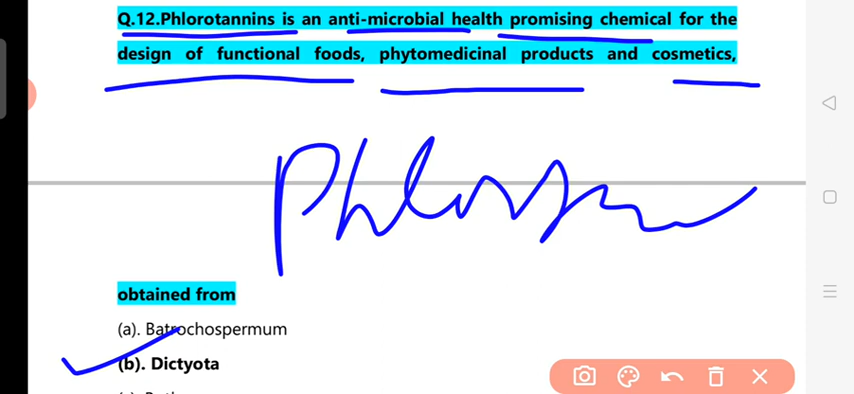 Q.12.Phlorotannins is an anti-microbial health promising chemical for the
design of functional foods, phytomedicinal products and cosmetics,
obtained from
(a). Batrochospermum
(b). Dictyota